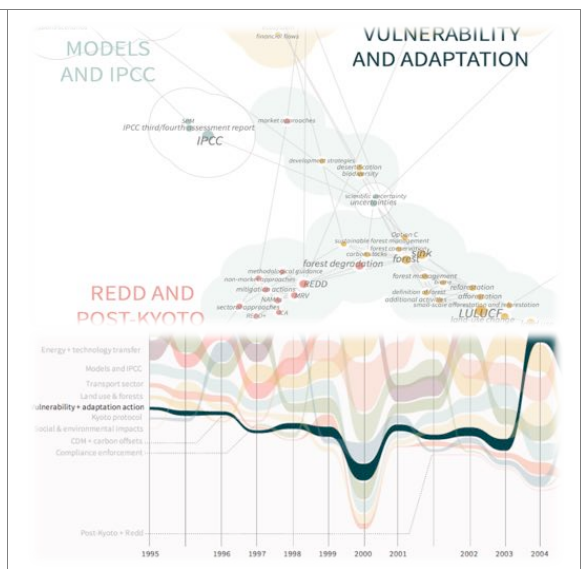 financial flows
VULNERABILITY
AND ADAPTATION
MODELS
AND IPCC
IPCC third/fourth assessment report
IPCC
market approaches
development strategies
desertification
biodiversity
scientific uncertainty
uncertainties
Option C
sustainable forest management
forest conservation
carbon stocks
sink
forest
forest degradation
methodological guidance
non-market approaches
REDD
mitigation actions
NAMA
MRV
forest management
definition of forest
additional activities
reforestation
afforestation
small-scale afforestation and reforestation
LULUCF
REDD AND
POST-KYOTO
Energy + technology transfer
Models and IPCC
Transport sector
Land use & forests
ulnerability + adaptation action
Kyoto protocol
ocial & environmental impacts
CDM + carbon offsets
Compliance enforcement
Post-Kyoto + Redd
1995 1996 1997 1998 1999 2000 2001 2002 2003 2004